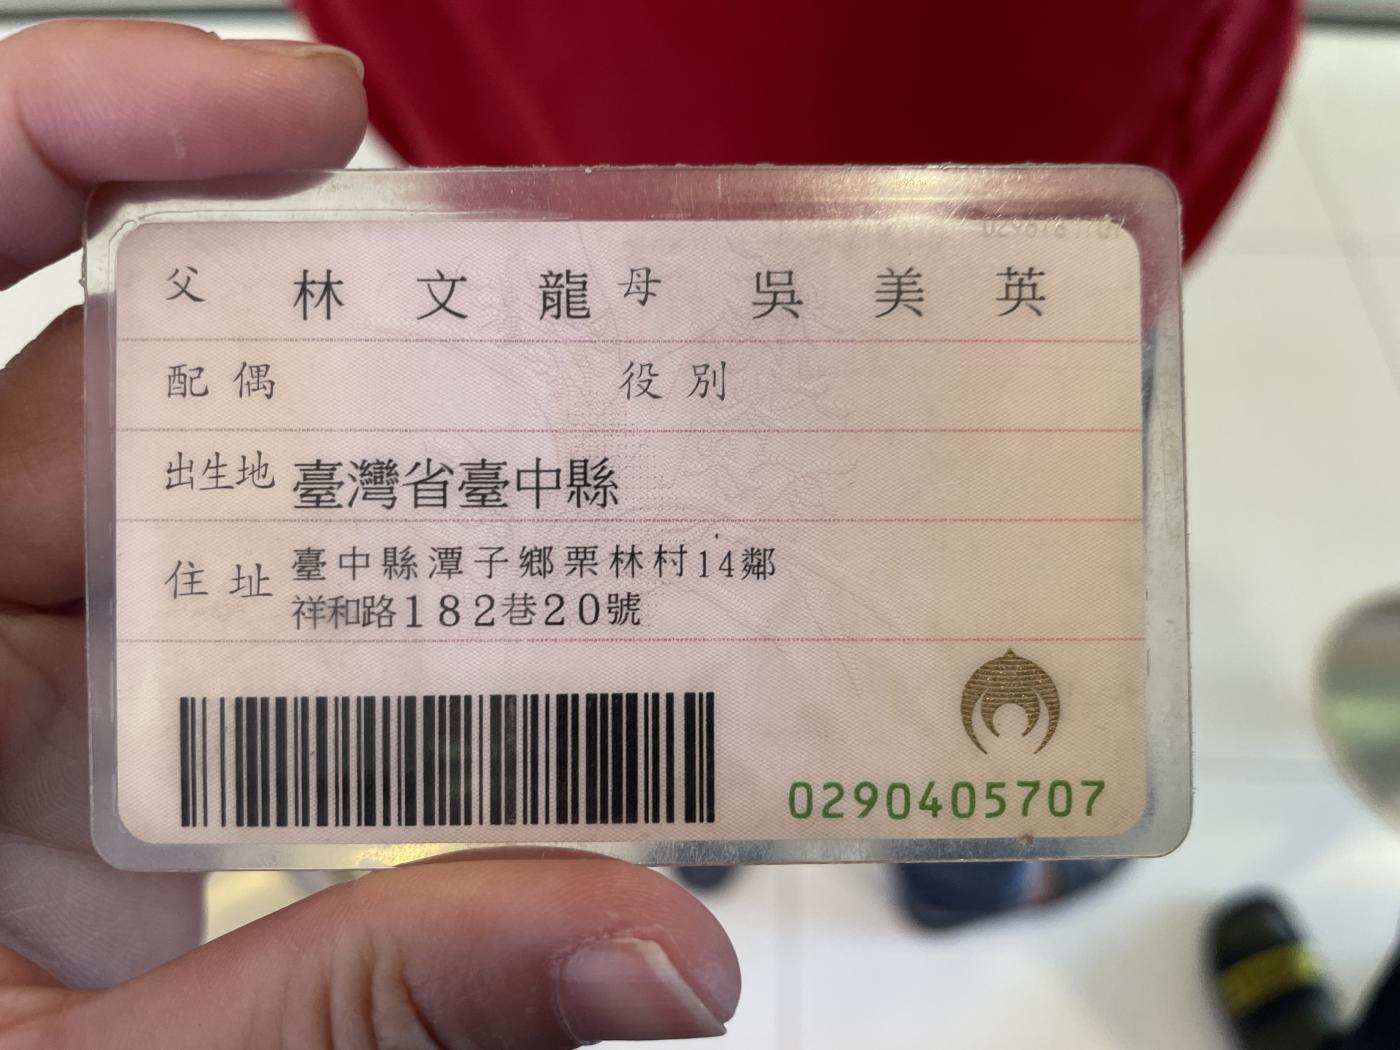 父 林文龍 母 吳美英
配偶 役別
出生地 臺灣省臺中縣
住址 臺中縣潭子鄉栗林村14鄰
祥和路182巷20號
0290405707